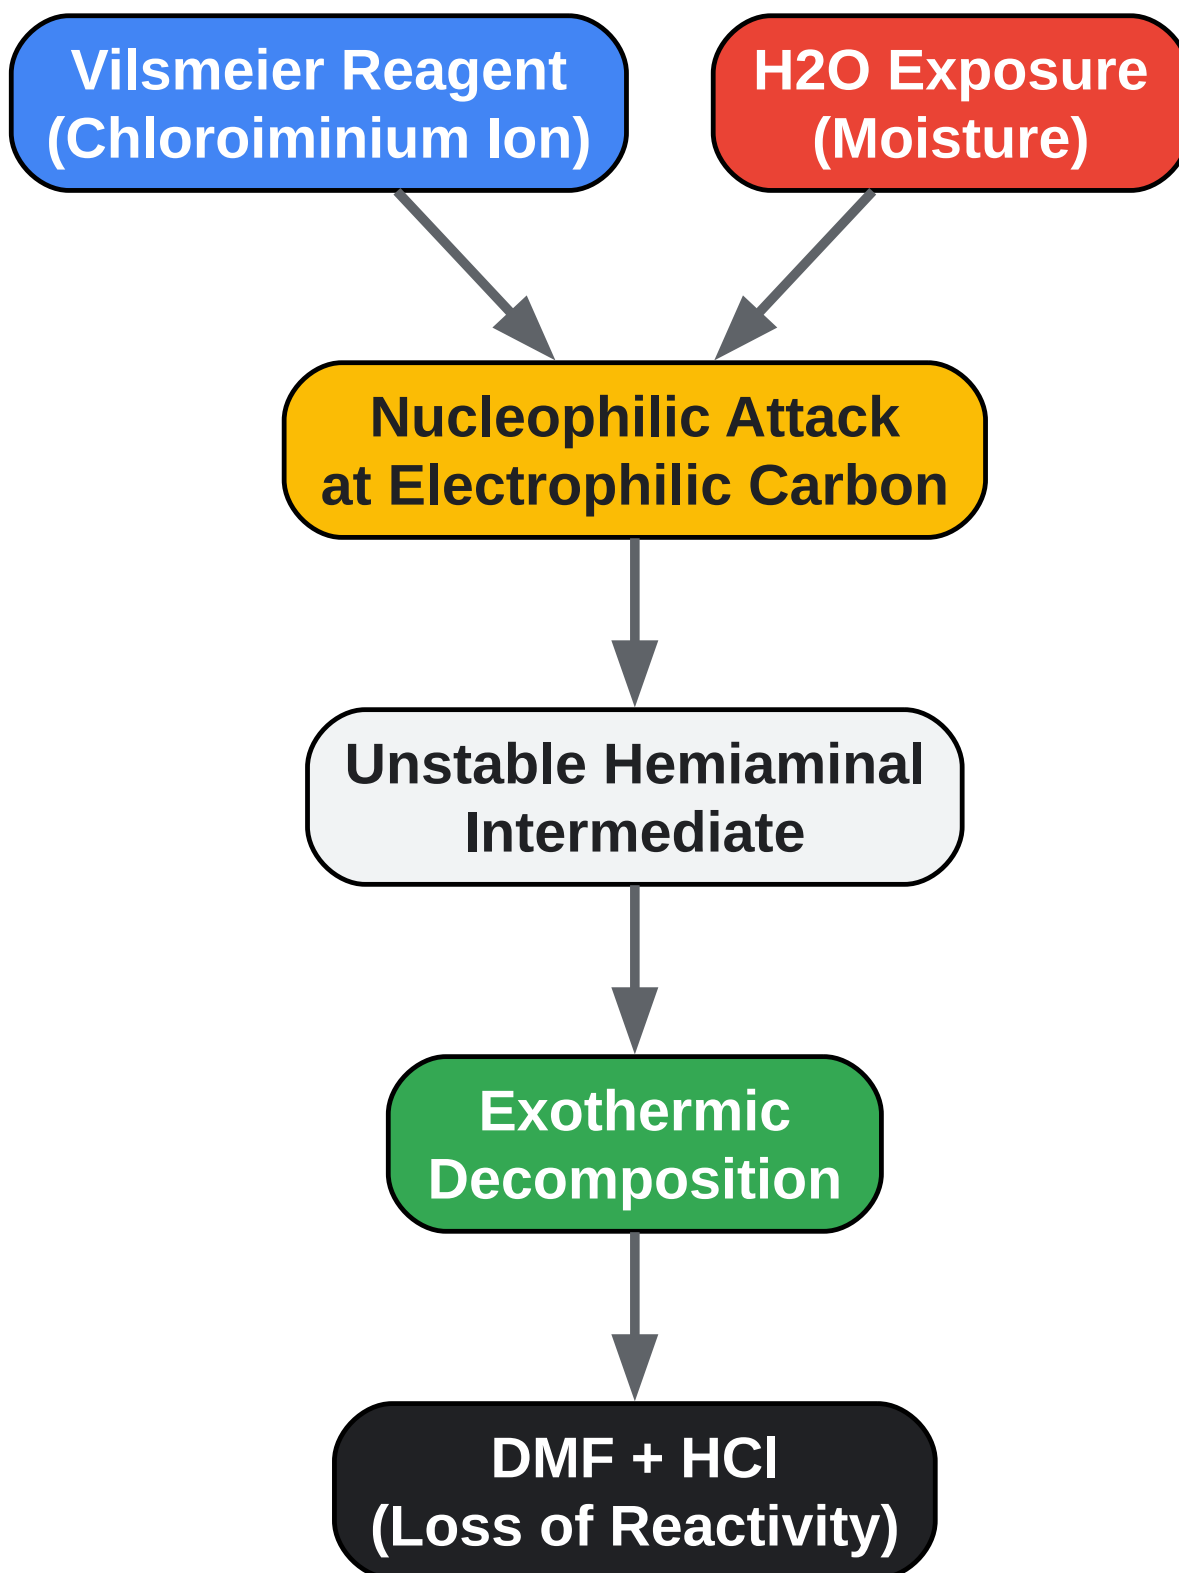 Vilsmeier Reagent
(Chloroiminium Ion)
H2O Exposure
(Moisture)
Nucleophilic Attack
at Electrophilic Carbon
Unstable Hemiaminal
Intermediate
Exothermic
Decomposition
DMF + HCl
(Loss of Reactivity)